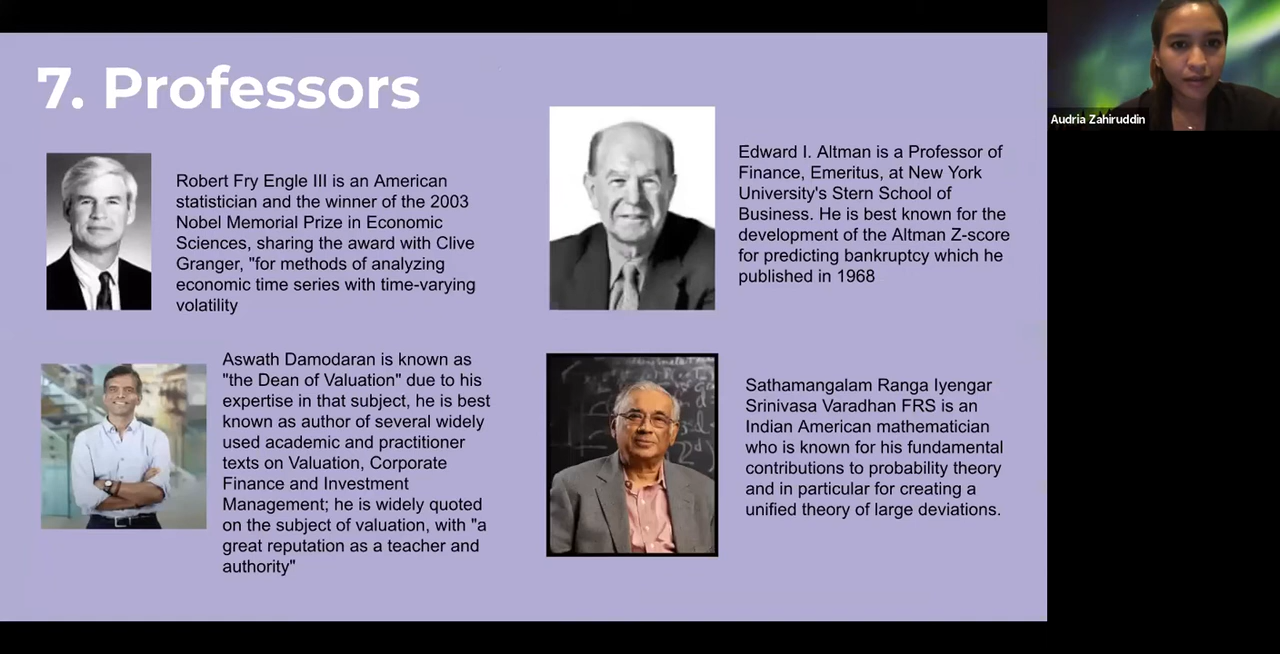 7. Professors
Robert Fry Engle III is an American
statistician and the winner of the 2003
Nobel Memorial Prize in Economic
Sciences, sharing the award with Clive
Granger, "for methods of analyzing
economic time series with time-varying
volatility
Edward I. Altman is a Professor of
Finance, Emeritus, at New York
University's Stern School of
Business. He is best known for the
development of the Altman Z-score
for predicting bankruptcy which he
published in 1968
Aswath Damodaran is known as
"the Dean of Valuation" due to his
expertise in that subject, he is best
known as author of several widely
used academic and practitioner
texts on Valuation, Corporate
Finance and Investment
Management; he is widely quoted
on the subject of valuation, with "a
great reputation as a teacher and
authority"
Sathamangalam Ranga Iyengar
Srinivasa Varadhan FRS is an
Indian American mathematician
who is known for his fundamental
contributions to probability theory
and in particular for creating a
unified theory of large deviations.
Audria Zahiruddin